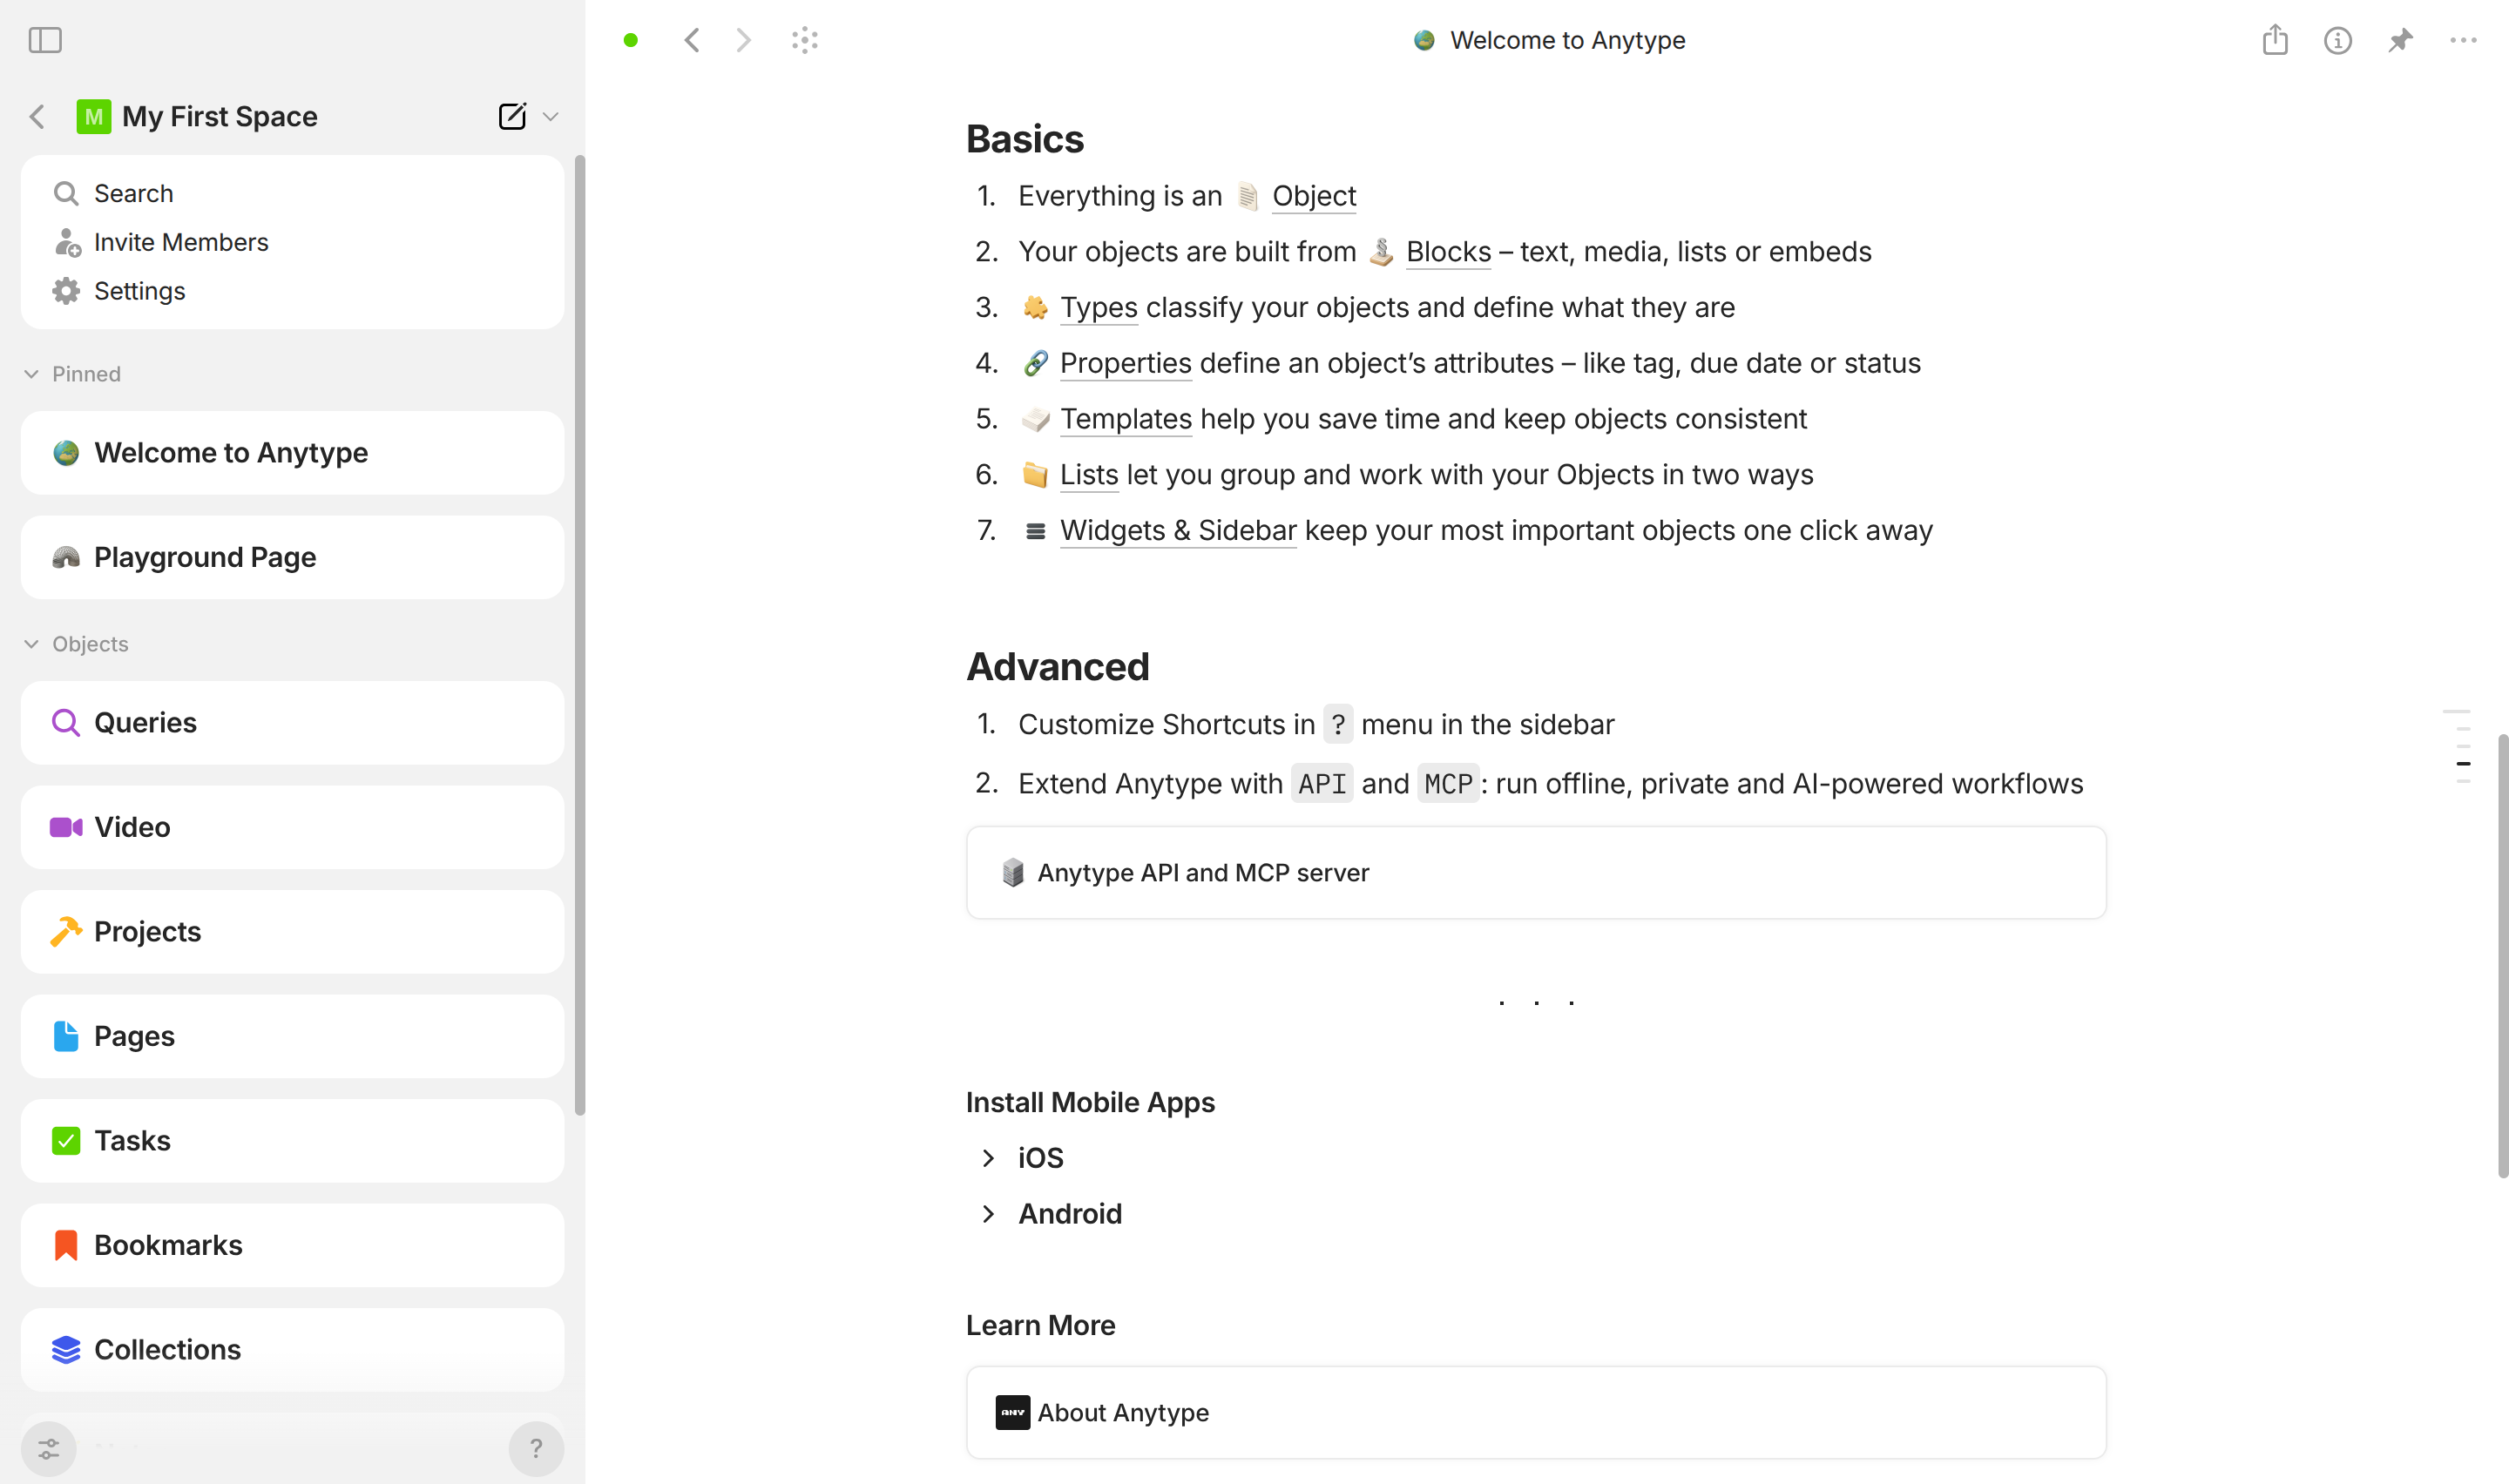 Welcome to Anytype
M My First Space
Search
Invite Members
Settings
Pinned
Welcome to Anytype
Playground Page
Objects
Queries
Video
Projects
Pages
Tasks
Bookmarks
Collections
?
Basics
1. Everything is an Object
2. Your objects are built from Blocks – text, media, lists or embeds
3. Types classify your objects and define what they are
4. Properties define an object’s attributes – like tag, due date or status
5. Templates help you save time and keep objects consistent
6. Lists let you group and work with your Objects in two ways
7. Widgets & Sidebar keep your most important objects one click away
Advanced
1. Customize Shortcuts in ? menu in the sidebar
2. Extend Anytype with API and MCP: run offline, private and AI-powered workflows
Anytype API and MCP server
· · ·
Install Mobile Apps
iOS
Android
Learn More
ANY About Anytype